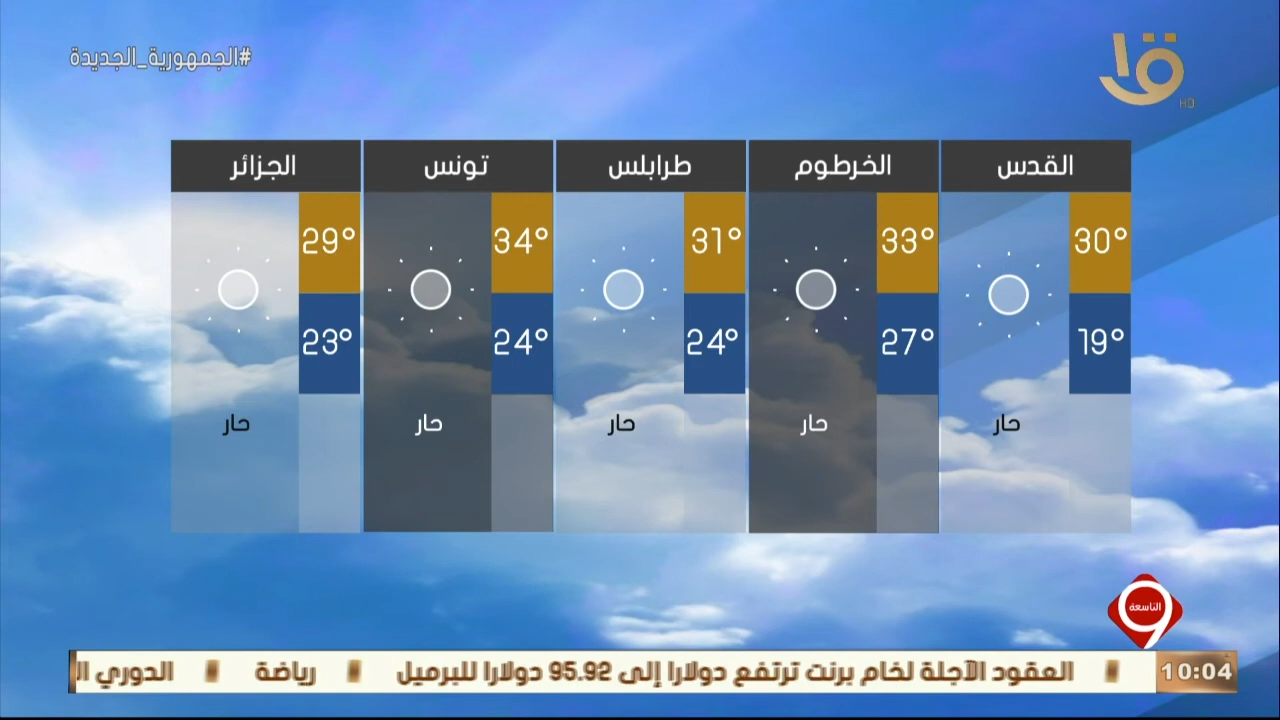 #الجمهورية_الجديدة
HD
القدس
30°
19°
حار
الخرطوم
33°
27°
حار
طرابلس
31°
24°
حار
تونس
34°
24°
حار
الجزائر
29°
23°
حار
التاسعة
9
10:04
العقود الآجلة لخام برنت ترتفع دولارا إلى 95.92 دولارا للبرميل رياضة الدوري